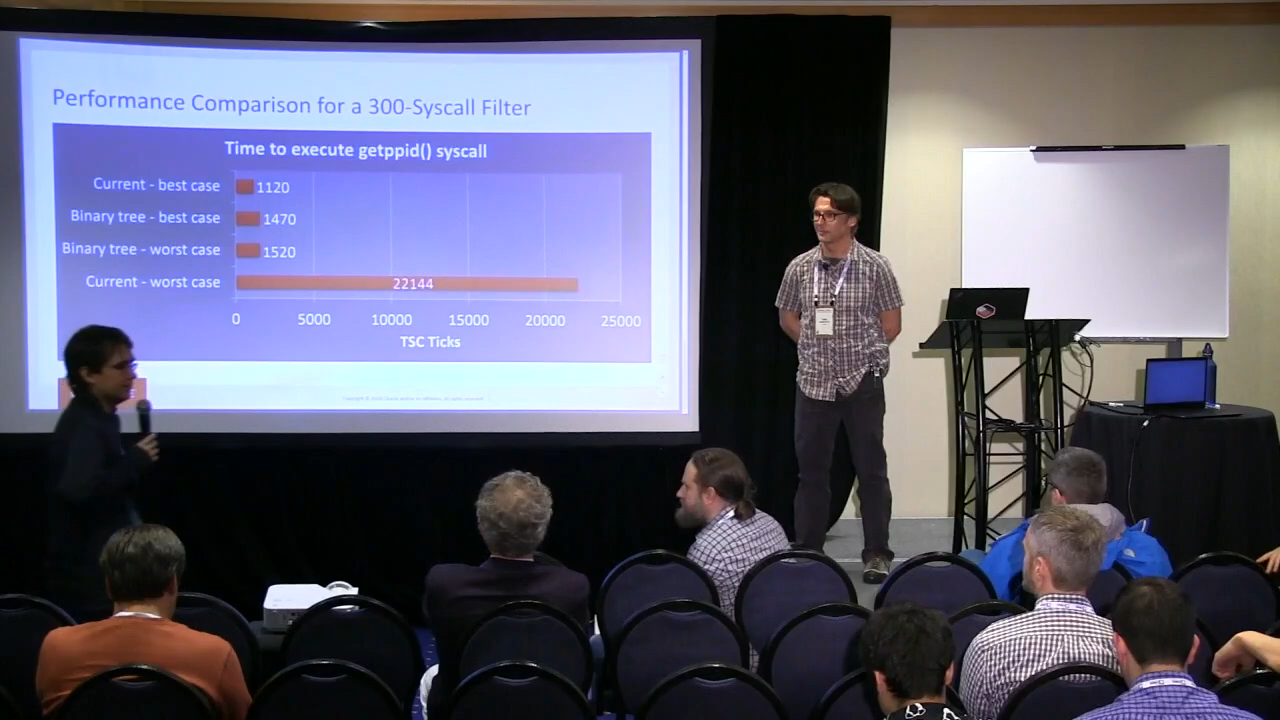 Performance Comparison for a 300-Syscall Filter
Time to execute getppid() syscall
Current - best case 1120
Binary tree - best case 1470
Binary tree - worst case 1520
Current - worst case 22144
0 5000 10000 15000 20000 25000
TSC Ticks